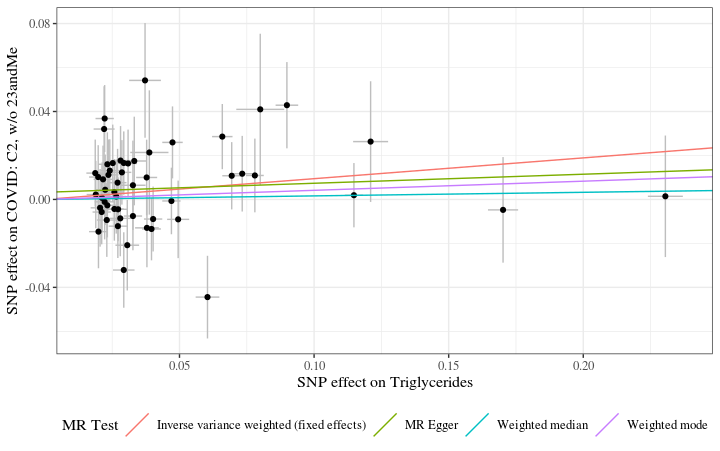 0.08
0.04
0.00
-0.04
SNP effect on COVID: C2, w/o 23andMe
0.05 0.10 0.15 0.20
SNP effect on Triglycerides
MR Test Inverse variance weighted (fixed effects) MR Egger Weighted median Weighted mode